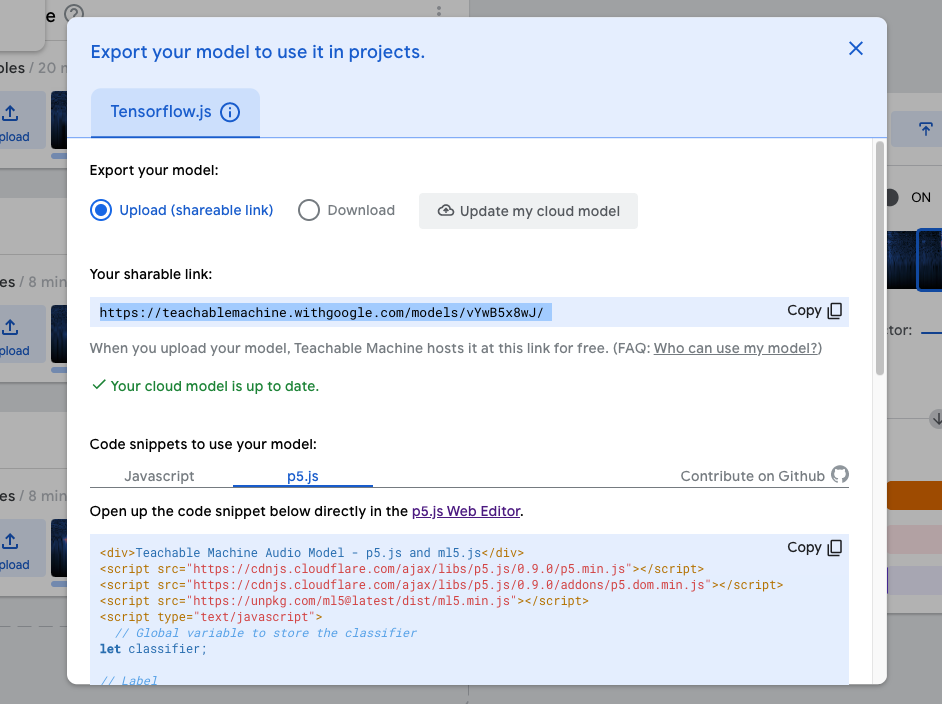 e ?
Export your model to use it in projects.
Tensorflow.js
Export your model:
Upload (shareable link) Download Update my cloud model
Your sharable link:
https://teachablemachine.withgoogle.com/models/vYwB5x8wJ/ Copy
When you upload your model, Teachable Machine hosts it at this link for free. (FAQ: Who can use my model?)
Your cloud model is up to date.
Code snippets to use your model:
Javascript p5.js Contribute on Github
Open up the code snippet below directly in the p5.js Web Editor.
Copy
<div>Teachable Machine Audio Model - p5.js and ml5.js</div>
<script src="https://cdnjs.cloudflare.com/ajax/libs/p5.js/0.9.0/p5.min.js"></script>
<script src="https://cdnjs.cloudflare.com/ajax/libs/p5.js/0.9.0/addons/p5.dom.min.js"></script>
<script src="https://unpkg.com/ml5@latest/dist/ml5.min.js"></script>
<script type="text/javascript">
// Global variable to store the classifier
let classifier;
// Label
ples / 20 m
pload
es / 8 min
pload
es / 8 min
pload
ON
ctor: